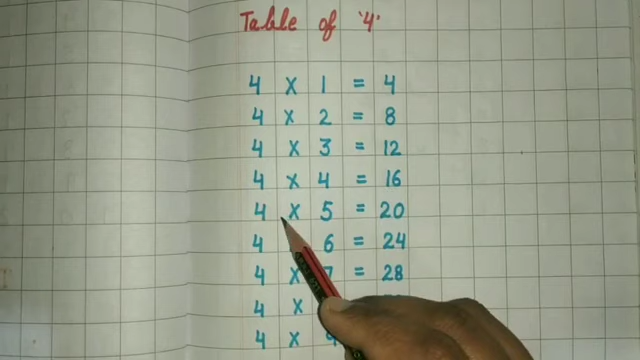 Table of '4'
4 X 1 = 4
4 X 2 = 8
4 X 3 = 12
4 X 4 = 16
4 X 5 = 20
4 6 = 24
4 X 7 = 28
4 X
4 X 9